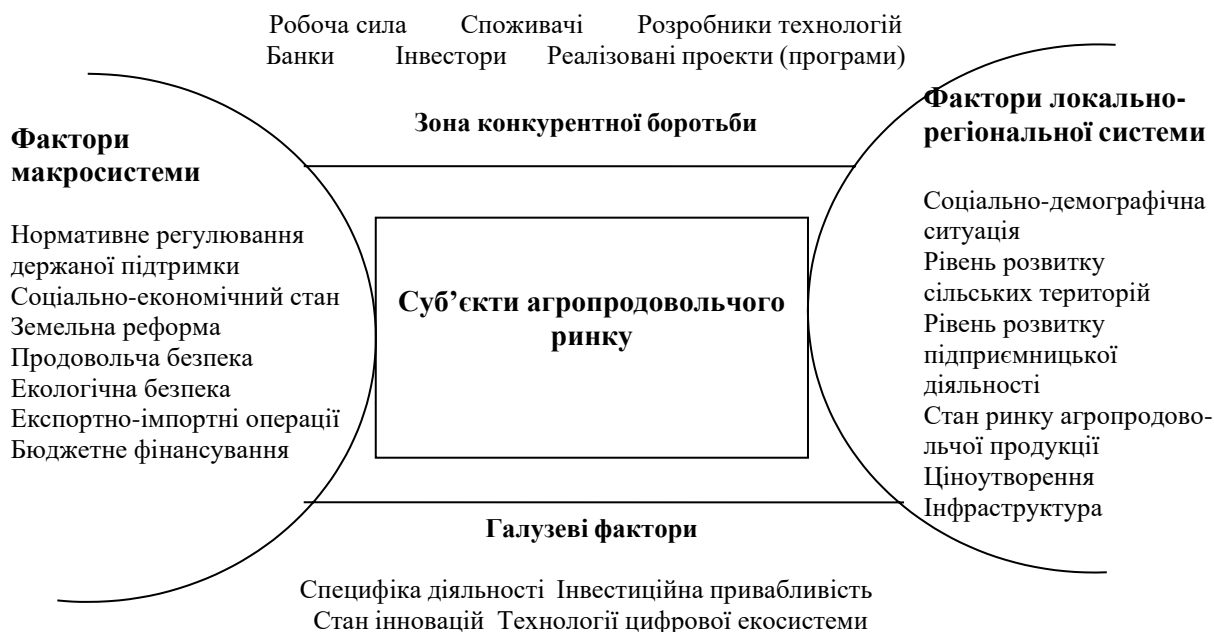 Робоча сила Споживачі Розробники технологій
Банки Інвестори Реалізовані проекти (програми)
Зона конкурентної боротьби
Фактори
макросистеми
Нормативне регулювання
держаної підтримки
Соціально-економічний стан
Земельна реформа
Продовольча безпека
Екологічна безпека
Експортно-імпортні операції
Бюджетне фінансування
Суб’єкти агропродовольчого
ринку
Фактори локально-
регіональної системи
Соціально-демографічна
ситуація
Рівень розвитку
сільських територій
Рівень розвитку
підприємницької
діяльності
Стан ринку агропродово-
льчої продукції
Ціноутворення
Інфраструктура
Галузеві фактори
Специфіка діяльності Інвестиційна привабливість
Стан інновацій Технології цифрової екосистеми